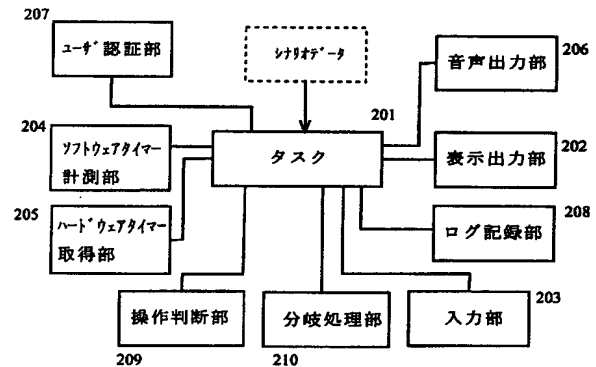 207
ﾕｰｻﾞ認証部
ｼﾅﾘｵﾃﾞｰﾀ
音声出力部
206
204
ｿﾌﾄｳｪｱﾀｲﾏｰ
計測部
201
タスク
表示出力部
202
205
ﾊｰﾄﾞｳｪｱﾀｲﾏｰ
取得部
ログ記録部
208
操作判断部
209
分岐処理部
210
入力部
203